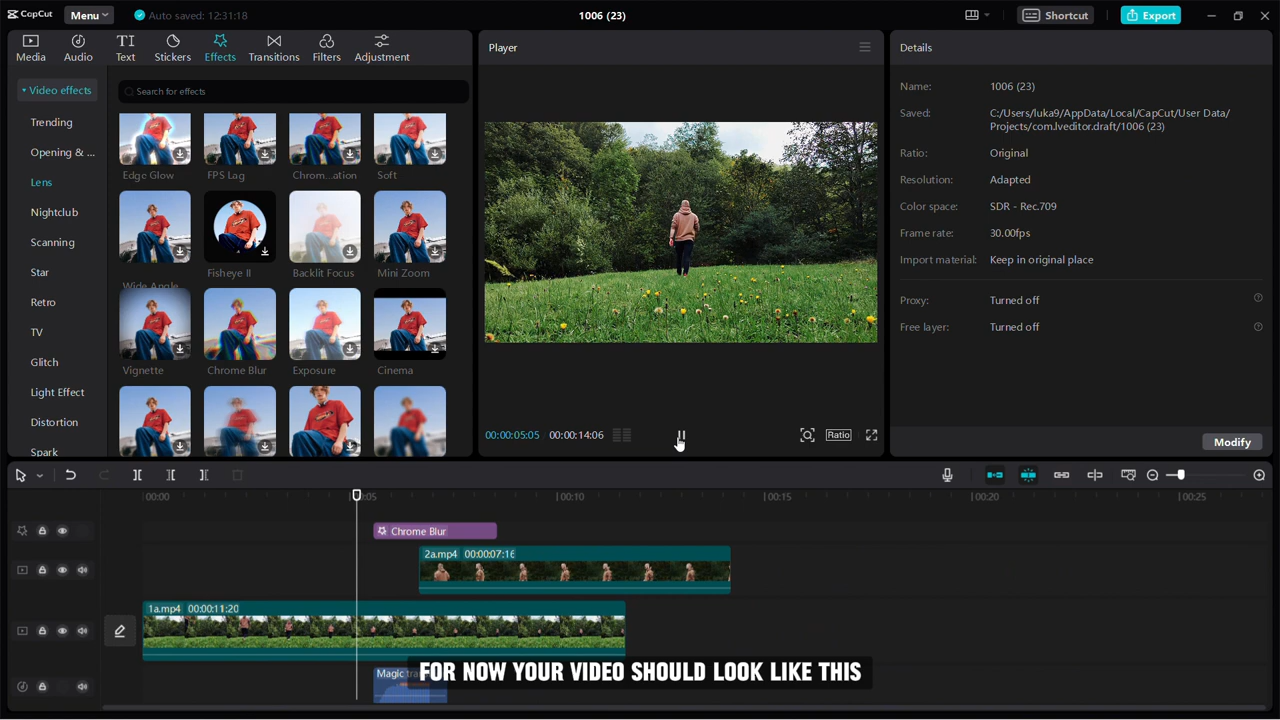 CapCut
Menu
Auto saved: 12:31:18
1006 (23)
Shortcut
Export
Media
Audio
Text
Stickers
Effects
Transitions
Filters
Adjustment
Video effects
Search for effects
Trending
Opening & ...
Lens
Nightclub
Scanning
Star
Retro
TV
Glitch
Light Effect
Distortion
Spark
Edge Glow
FPS Lag
Chrom...ation
Soft
Wide Angle
Fisheye II
Backlit Focus
Mini Zoom
Vignette
Chrome Blur
Exposure
Cinema
Player
00:00:05:05
00:00:14:06
Ratio
Details
Name:
1006 (23)
Saved:
C:/Users/luka9/AppData/Local/CapCut/User Data/
Projects/com.lveditor.draft/1006 (23)
Ratio:
Original
Resolution:
Adapted
Color space:
SDR - Rec.709
Frame rate:
30.00fps
Import material:
Keep in original place
Proxy:
Turned off
Free layer:
Turned off
Modify
00:00
00:10
00:15
00:20
00:25
Chrome Blur
2a.mp4 00:00:07:16
1a.mp4 00:00:11:20
FOR NOW YOUR VIDEO SHOULD LOOK LIKE THIS